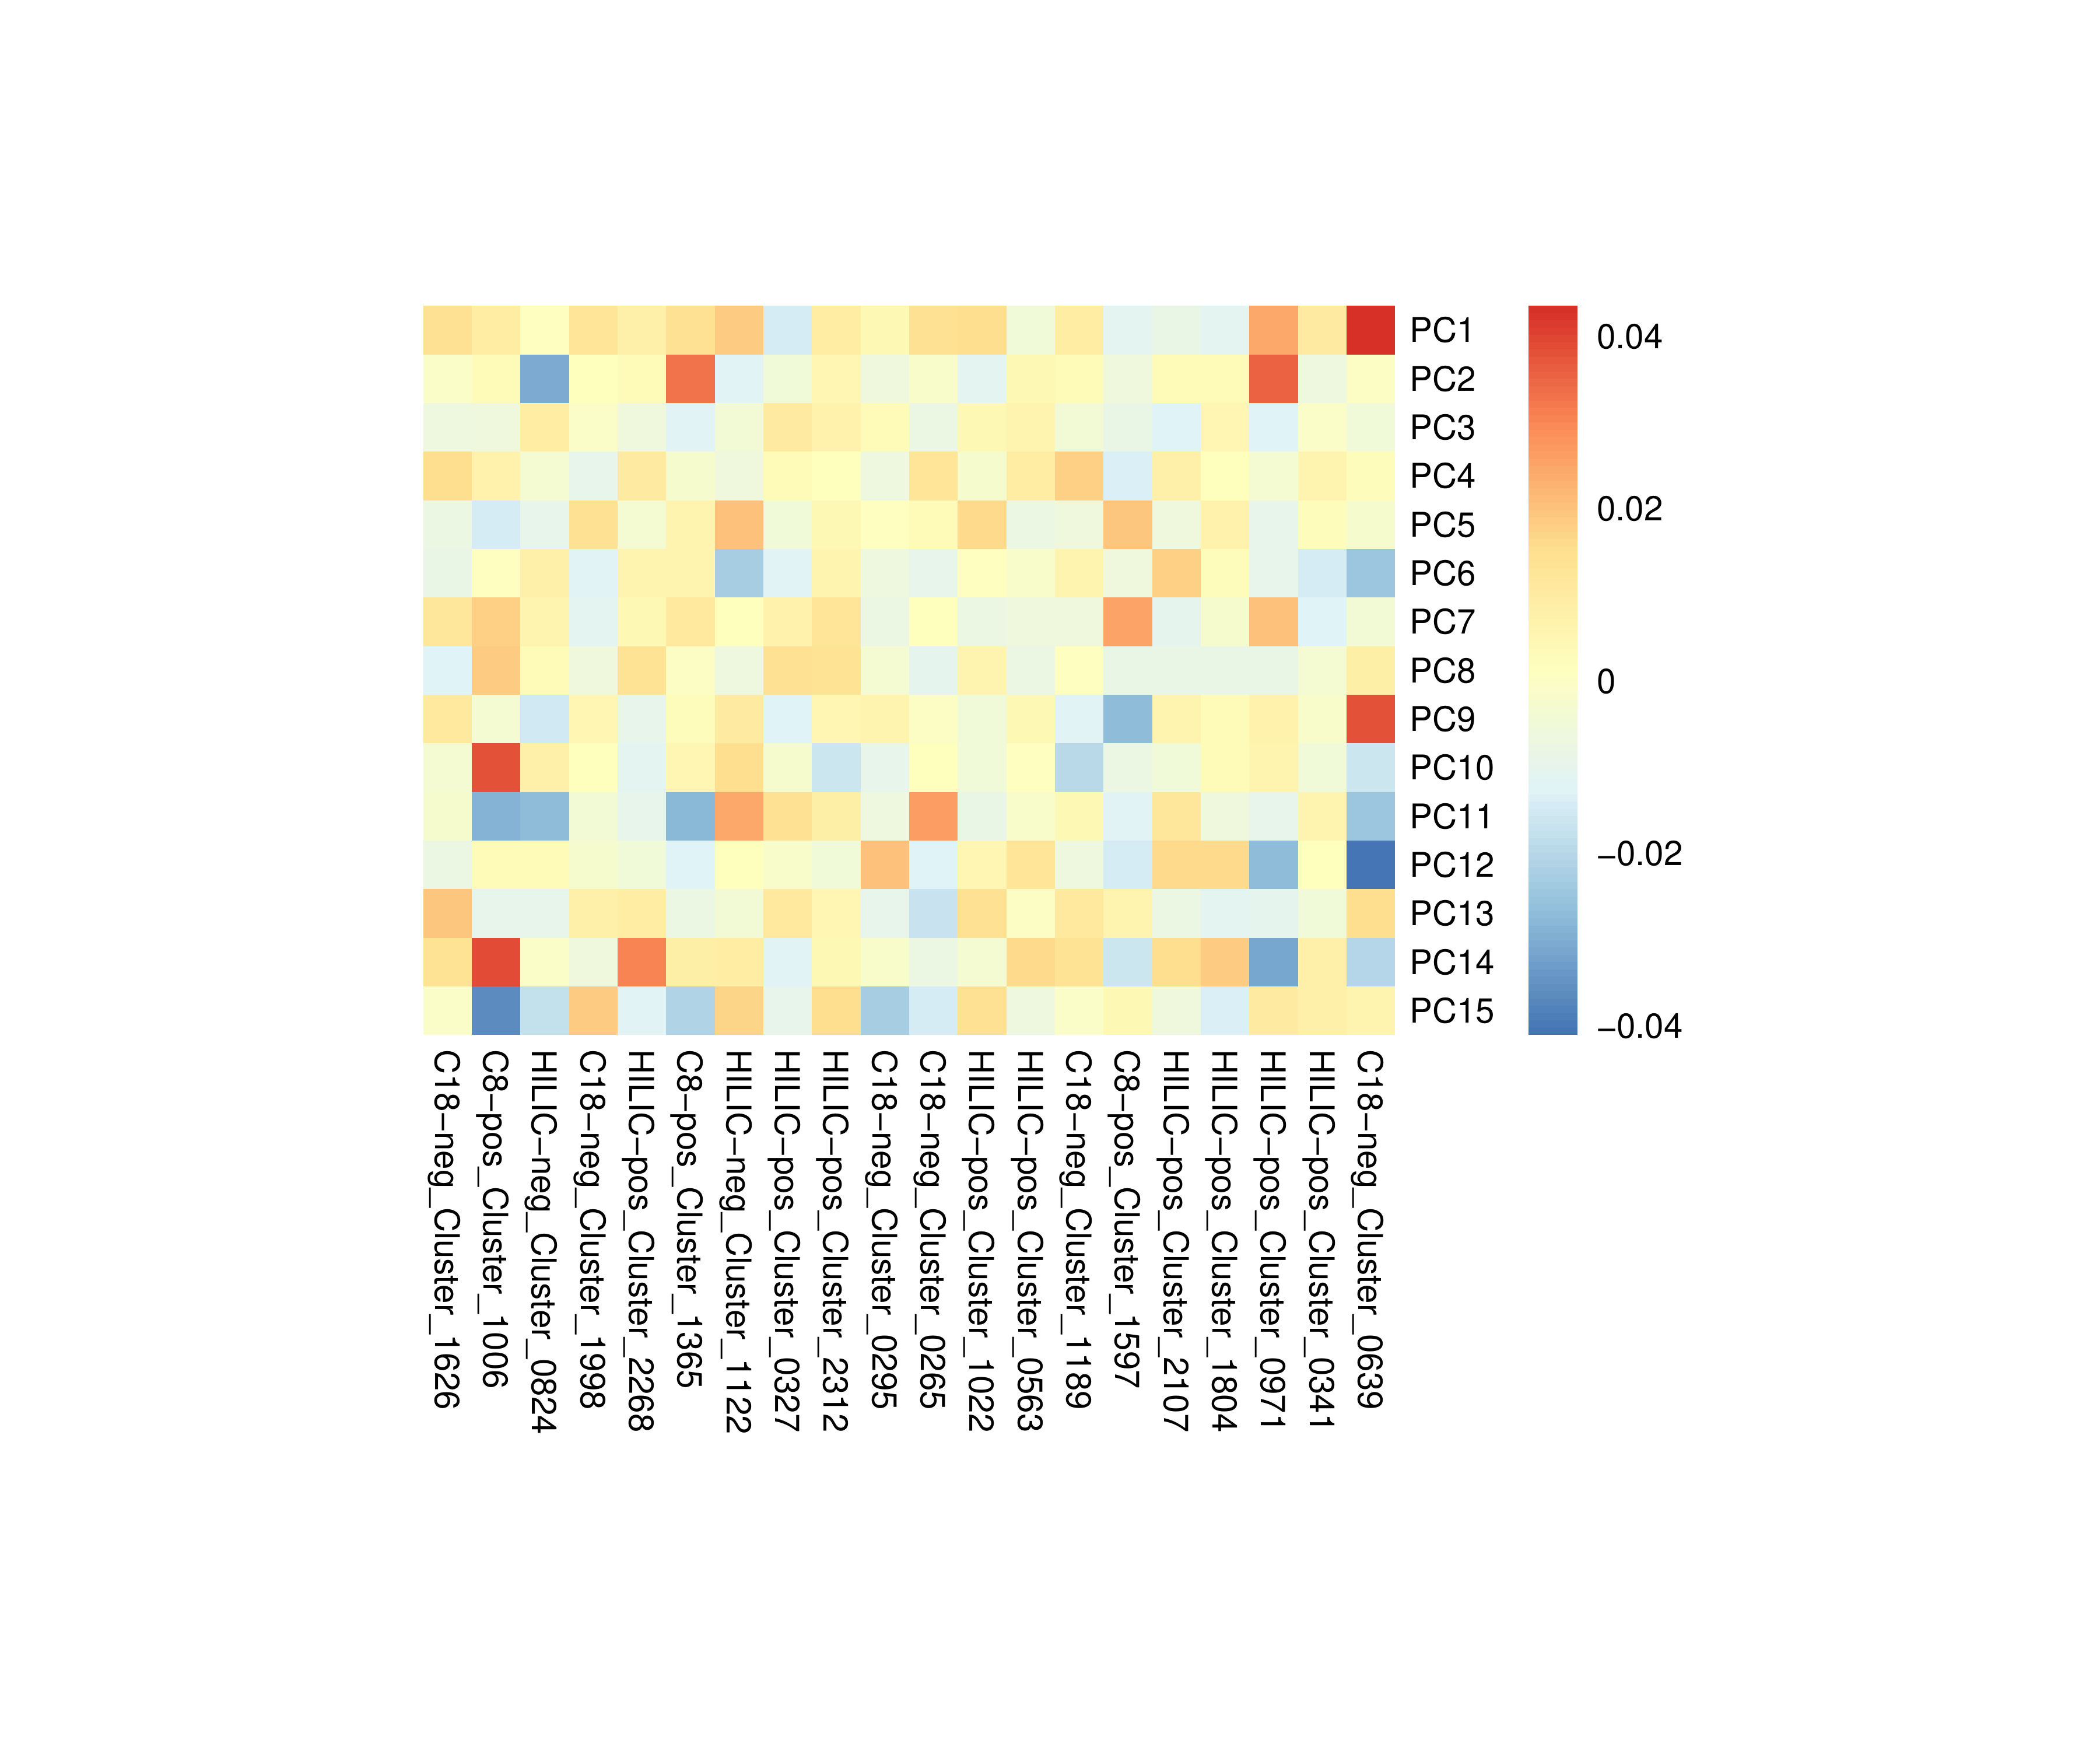 PC1
PC2
PC3
PC4
PC5
PC6
PC7
PC8
PC9
PC10
PC11
PC12
PC13
PC14
PC15
0.04
0.02
0
−0.02
−0.04
C18−neg_Cluster_1626
C8−pos_Cluster_1006
HILIC−neg_Cluster_0824
C18−neg_Cluster_1998
HILIC−pos_Cluster_2268
C8−pos_Cluster_1365
HILIC−neg_Cluster_1122
HILIC−pos_Cluster_0327
HILIC−pos_Cluster_2312
C18−neg_Cluster_0295
C18−neg_Cluster_0265
HILIC−pos_Cluster_1022
HILIC−pos_Cluster_0563
C18−neg_Cluster_1189
C8−pos_Cluster_1597
HILIC−pos_Cluster_2107
HILIC−pos_Cluster_1804
HILIC−pos_Cluster_0971
HILIC−pos_Cluster_0341
C18−neg_Cluster_0639